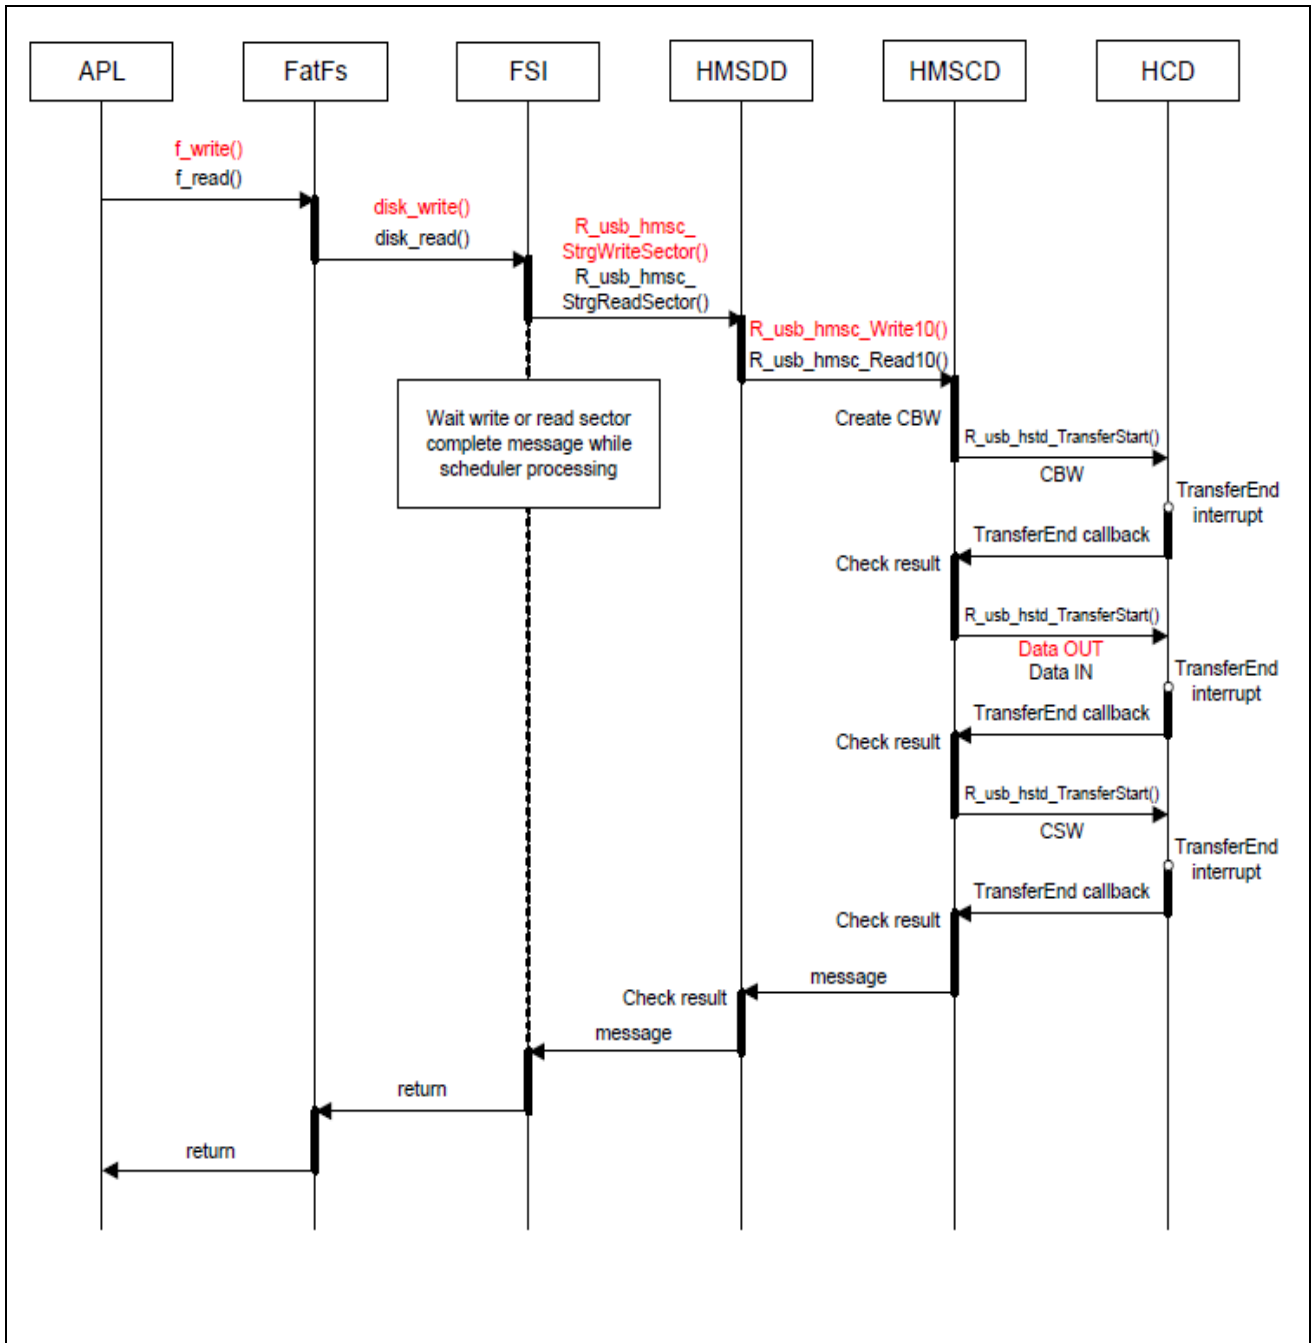 APL
FatFs
FSI
HMSDD
HMSCD
HCD
f_write()
f_read()
disk_write()
disk_read()
R_usb_hmsc_
StrgWriteSector()
R_usb_hmsc_
StrgReadSector()
R_usb_hmsc_Write10()
R_usb_hmsc_Read10()
Wait write or read sector
complete message while
scheduler processing
Create CBW
R_usb_hstd_TransferStart()
CBW
TransferEnd
interrupt
TransferEnd callback
Check result
R_usb_hstd_TransferStart()
Data OUT
Data IN
TransferEnd
interrupt
TransferEnd callback
Check result
R_usb_hstd_TransferStart()
CSW
TransferEnd
interrupt
TransferEnd callback
Check result
message
Check result
message
return
return